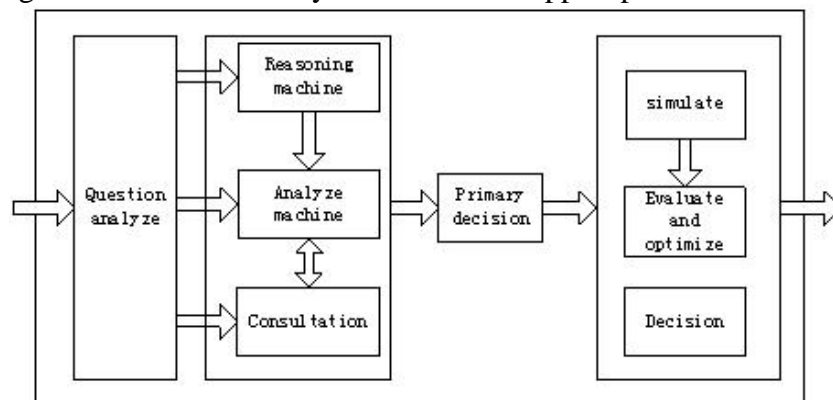 Reasoning
machine
simulate
Question
analyze
Analyze
machine
Primary
decision
Evaluate
and
optimize
Consultation
Decision